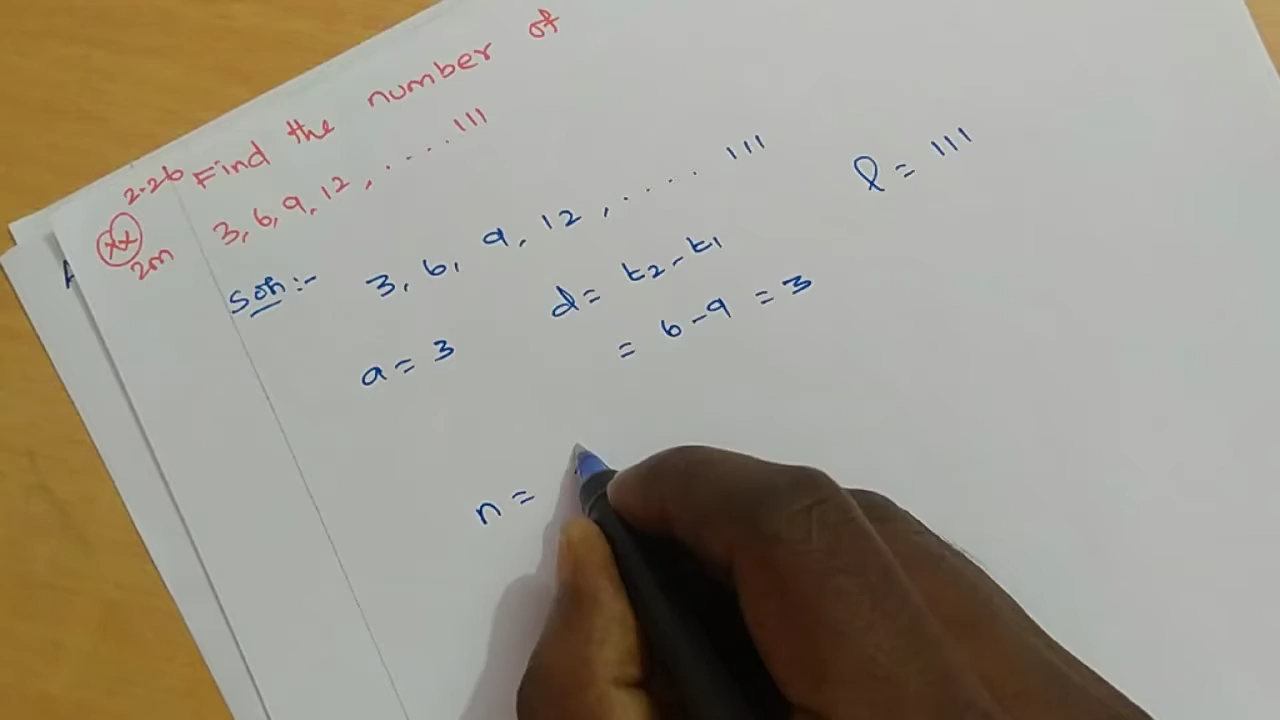 2.26 Find the number of
xx 2m 3, 6, 9, 12, .... 111
Soln:- 3, 6, 9, 12, ..... 111 l = 111
a = 3 d = t2 - t1
= 6 - 9 = 3
n =